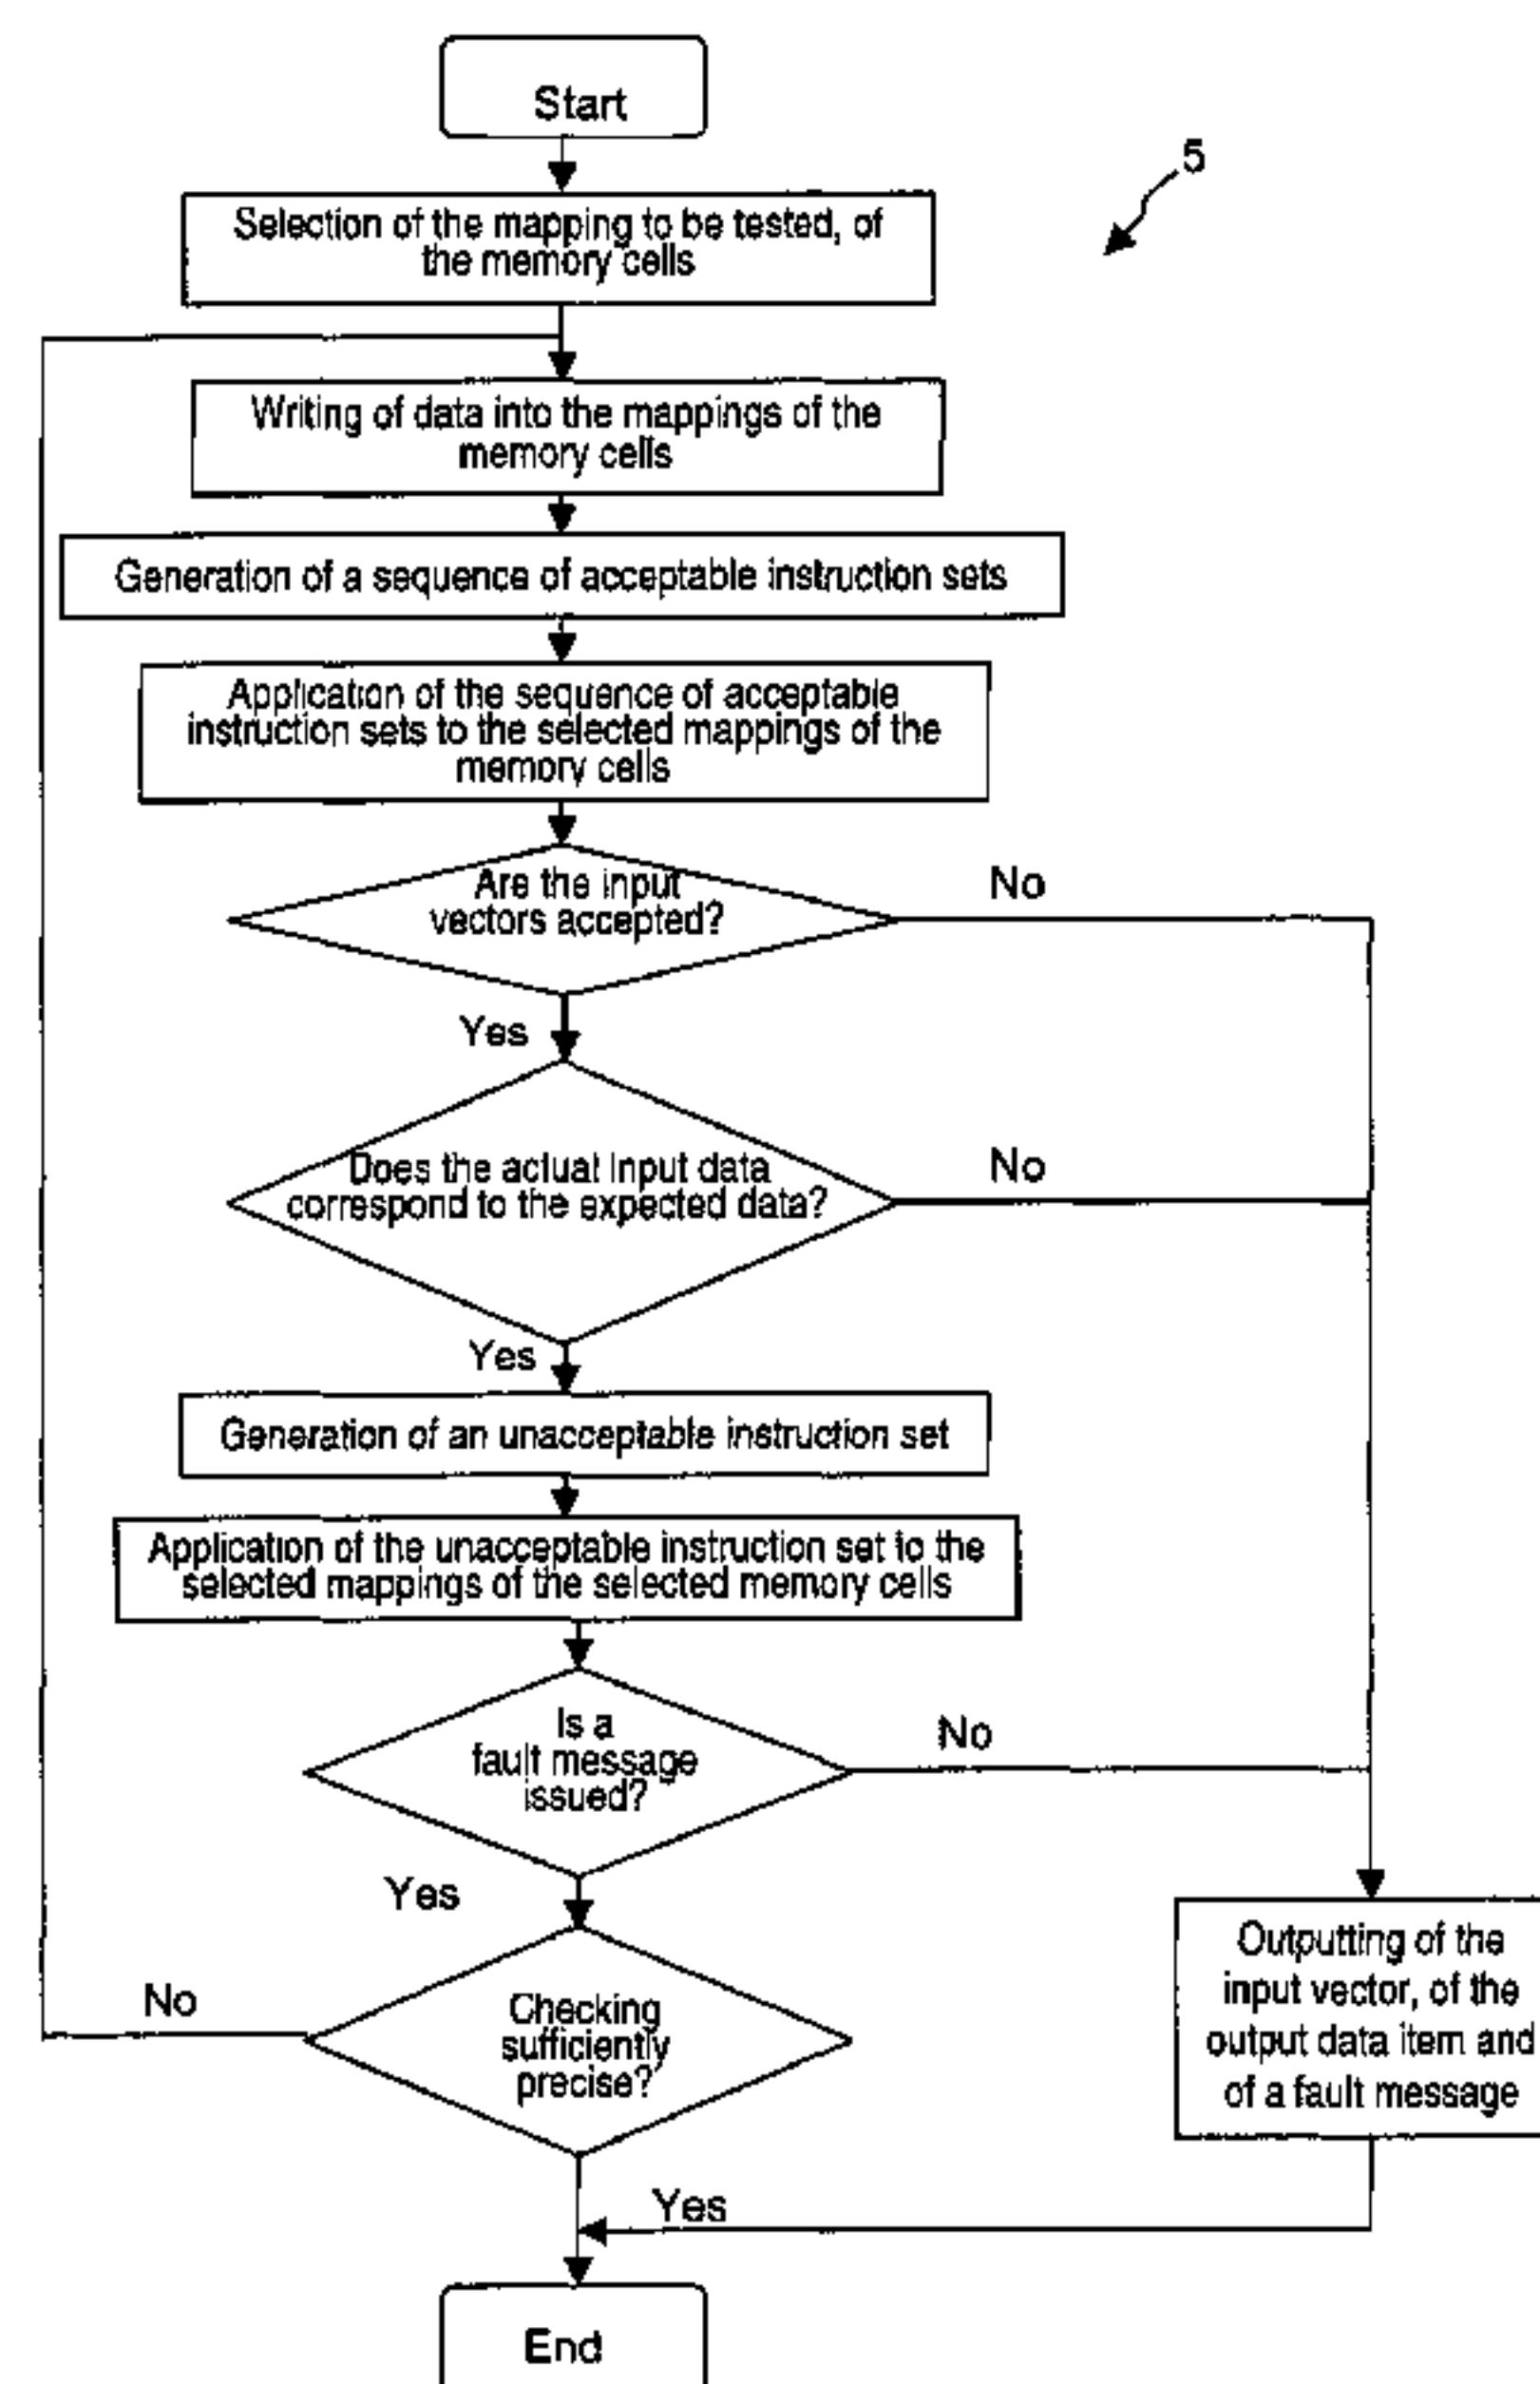 Start
5
Selection of the mapping to be tested, of
the memory cells
Writing of data into the mappings of the
memory cells
Generation of a sequence of acceptable instruction sets
Application of the sequence of acceptable
instruction sets to the selected mappings of the
memory cells
Are the input
vectors accepted?
No
Yes
Does the actual input data
correspond to the expected data?
No
Yes
Generation of an unacceptable instruction set
Application of the unacceptable instruction set to the
selected mappings of the selected memory cells
Is a
fault message
issued?
No
Yes
Checking
sufficiently
precise?
No
Outputting of the
input vector, of the
output data item and
of a fault message
Yes
End